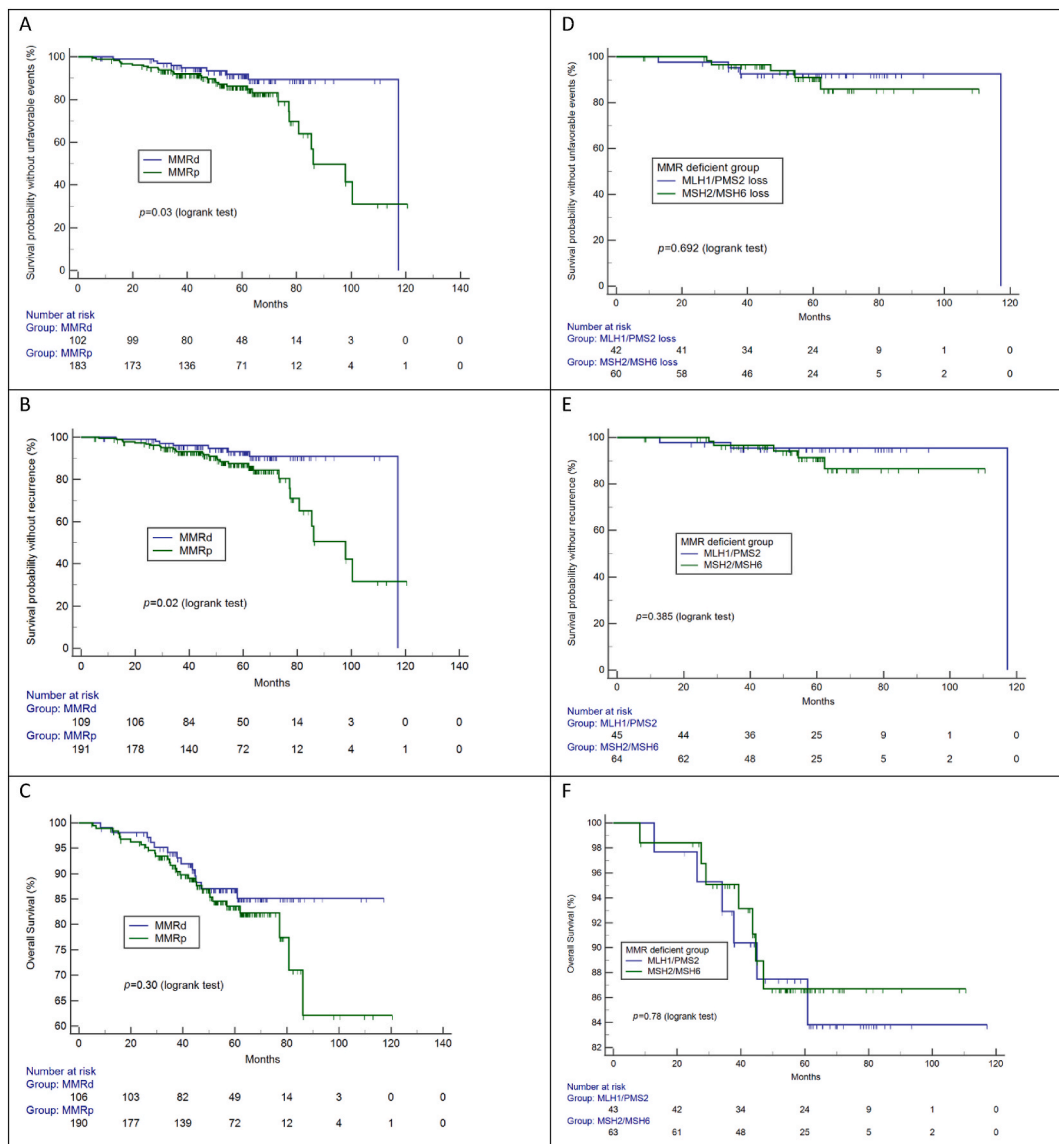 A
Survival probability without unfavorable events (%)
100
80
60
40
20
0
MMRd
MMRp
p=0.03 (logrank test)
0 20 40 60 80 100 120 140
Months
Number at risk
Group: MMRd
102 99 80 48 14 3 0 0
Group: MMRp
183 173 136 71 12 4 1 0
D
Survival probability without unfavorable events (%)
100
80
60
40
20
0
MMR deficient group
MLH1/PMS2 loss
MSH2/MSH6 loss
p=0.692 (logrank test)
0 20 40 60 80 100 120
Months
Number at risk
Group: MLH1/PMS2 loss
42 41 34 24 9 1 0
Group: MSH2/MSH6 loss
60 58 46 24 5 2 0
B
Survival probability without recurrence (%)
100
80
60
40
20
0
MMRd
MMRp
p=0.02 (logrank test)
0 20 40 60 80 100 120 140
Months
Number at risk
Group: MMRd
109 106 84 50 14 3 0 0
Group: MMRp
191 178 140 72 12 4 1 0
E
Survival probability withour recurrence (%)
100
80
60
40
20
0
MMR deficient group
MLH1/PMS2
MSH2/MSH6
p=0.385 (logrank test)
0 20 40 60 80 100 120
Months
Number at risk
Group: MLH1/PMS2
45 44 36 25 9 1 0
Group: MSH2/MSH6
64 62 48 25 5 2 0
C
Overall Survival (%)
100
95
90
85
80
75
70
65
60
MMRd
MMRp
p=0.30 (logrank test)
0 20 40 60 80 100 120 140
Months
Number at risk
Group: MMRd
106 103 82 49 14 3 0 0
Group: MMRp
190 177 139 72 12 4 1 0
F
Overall Survival (%)
100
98
96
94
92
90
88
86
84
82
MMR deficient group
MLH1/PMS2
MSH2/MSH6
p=0.78 (logrank test)
0 20 40 60 80 100 120
Months
Number at risk
Group: MLH1/PMS2
43 42 34 24 9 1 0
Group: MSH2/MSH6
63 61 48 25 5 2 0